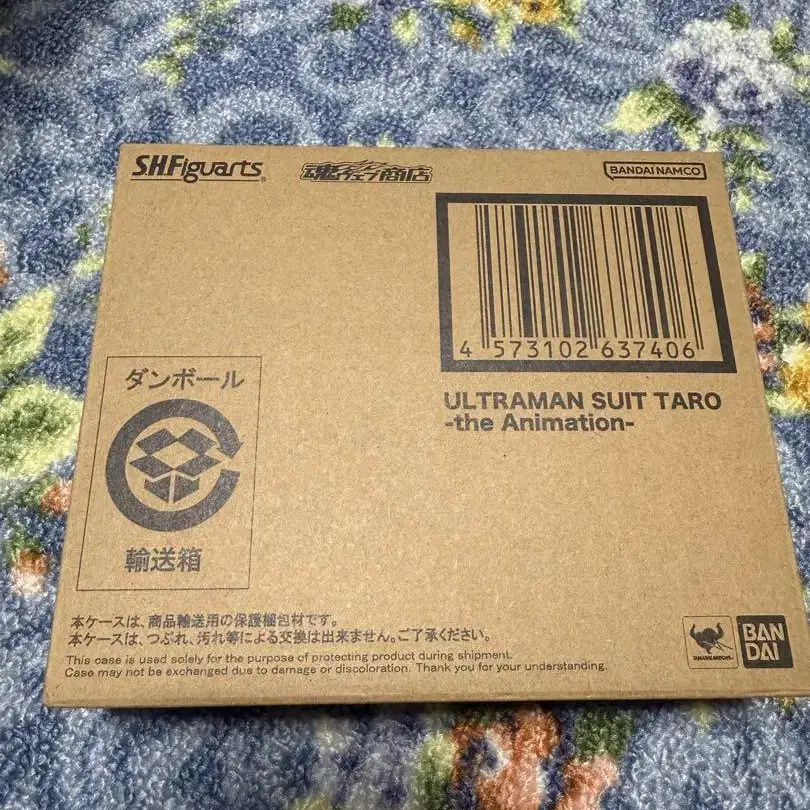 S.H.Figuarts
魂ウェブ商店
BANDAI NAMCO
4 573102 637406
ULTRAMAN SUIT TARO
-the Animation-
ダンボール
輸送箱
本ケースは、商品輸送用の保護梱包材です。
本ケースは、つぶれ、汚れ等による交換は出来ません。ご了承ください。
This case is used solely for the purpose of protecting product during shipment.
Case may not be exchanged due to damage or discoloration. Thank you for your understanding.
TAMASHII NATIONS
BAN
DAI